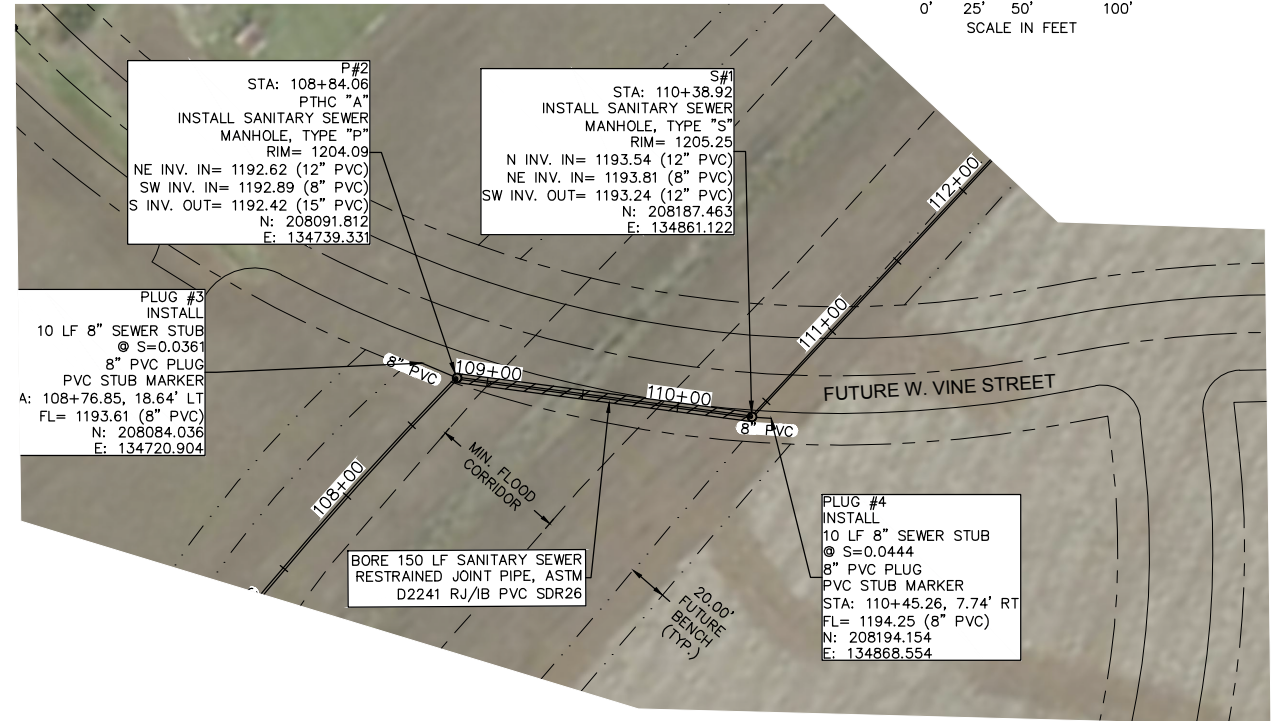 0' 25' 50' 100'
SCALE IN FEET
P#2
STA: 108+84.06
PTHC "A"
INSTALL SANITARY SEWER
MANHOLE, TYPE "P"
RIM= 1204.09
NE INV. IN= 1192.62 (12" PVC)
SW INV. IN= 1192.89 (8" PVC)
S INV. OUT= 1192.42 (15" PVC)
N: 208091.812
E: 134739.331
S#1
STA: 110+38.92
INSTALL SANITARY SEWER
MANHOLE, TYPE "S"
RIM= 1205.25
N INV. IN= 1193.54 (12" PVC)
NE INV. IN= 1193.81 (8" PVC)
SW INV. OUT= 1193.24 (12" PVC)
N: 208187.463
E: 134861.122
112+00
PLUG #3
INSTALL
10 LF 8" SEWER STUB
@ S=0.0361
8" PVC PLUG
PVC STUB MARKER
A: 108+76.85, 18.64' LT
FL= 1193.61 (8" PVC)
N: 208084.036
E: 134720.904
111+00
8" PVC
109+00
110+00
FUTURE W. VINE STREET
8" PVC
108+00
MIN. FLOOD
CORRIDOR
BORE 150 LF SANITARY SEWER
RESTRAINED JOINT PIPE, ASTM
D2241 RJ/IB PVC SDR26
20.00'
FUTURE
BENCH
(TYP.)
PLUG #4
INSTALL
10 LF 8" SEWER STUB
@ S=0.0444
8" PVC PLUG
PVC STUB MARKER
STA: 110+45.26, 7.74' RT
FL= 1194.25 (8" PVC)
N: 208194.154
E: 134868.554